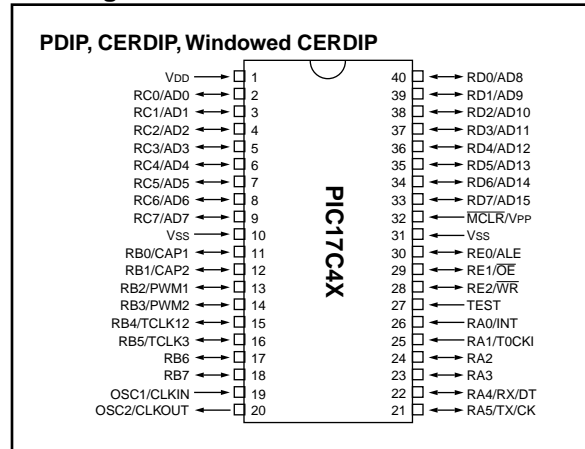 PDIP, CERDIP, Windowed CERDIP
VDD 1 40 RD0/AD8
RC0/AD0 2 39 RD1/AD9
RC1/AD1 3 38 RD2/AD10
RC2/AD2 4 37 RD3/AD11
RC3/AD3 5 36 RD4/AD12
RC4/AD4 6 35 RD5/AD13
RC5/AD5 7 34 RD6/AD14
RC6/AD6 8 33 RD7/AD15
RC7/AD7 9 32 MCLR/VPP
VSS 10 31 VSS
RB0/CAP1 11 30 RE0/ALE
RB1/CAP2 12 29 RE1/OE
RB2/PWM1 13 28 RE2/WR
RB3/PWM2 14 27 TEST
RB4/TCLK12 15 26 RA0/INT
RB5/TCLK3 16 25 RA1/T0CKI
RB6 17 24 RA2
RB7 18 23 RA3
OSC1/CLKIN 19 22 RA4/RX/DT
OSC2/CLKOUT 20 21 RA5/TX/CK
PIC17C4X